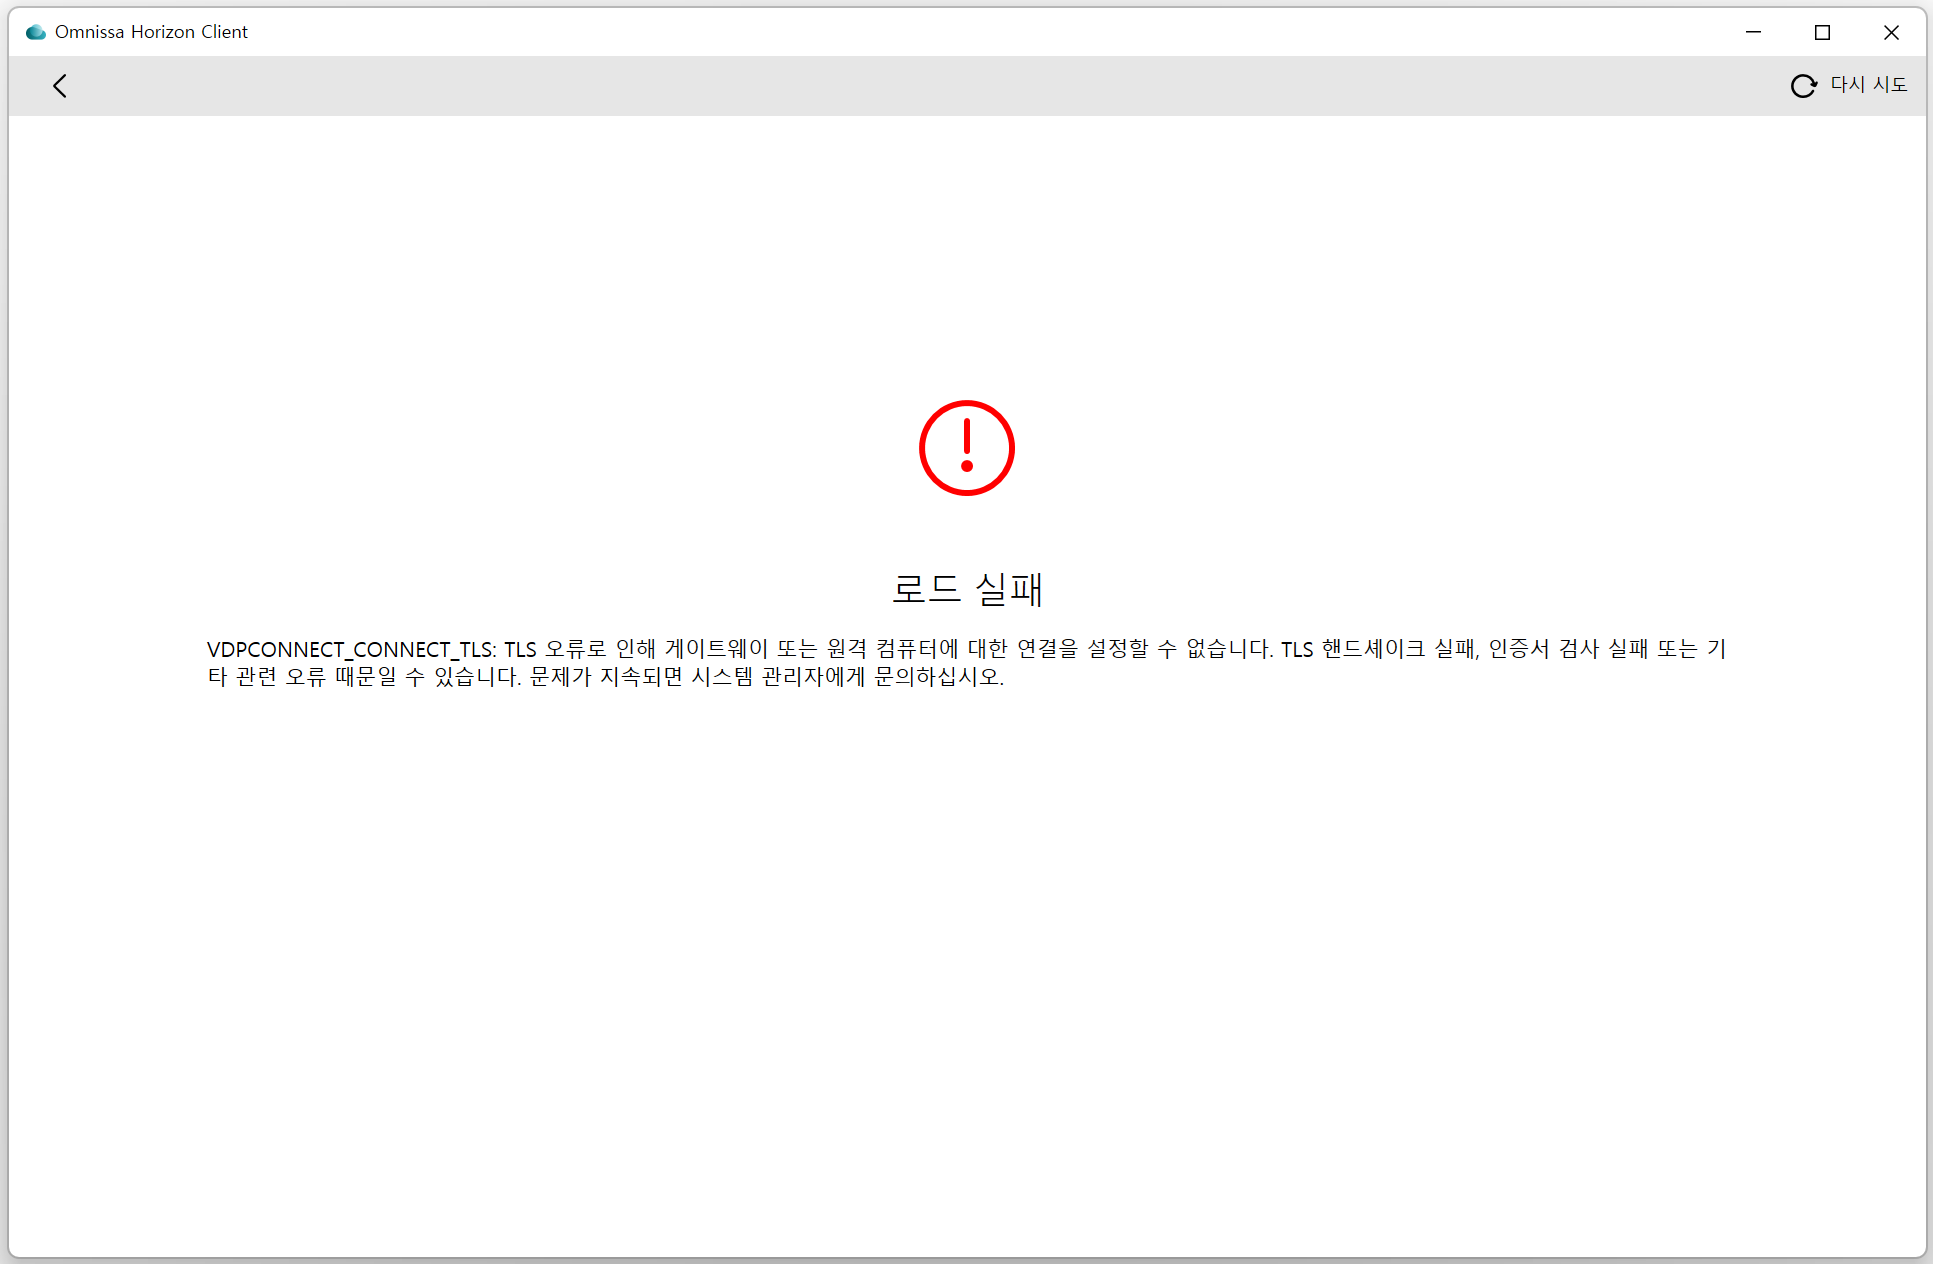 Omnissa Horizon Client
다시 시도
로드 실패
VDPCONNECT_CONNECT_TLS: TLS 오류로 인해 게이트웨이 또는 원격 컴퓨터에 대한 연결을 설정할 수 없습니다. TLS 핸드셰이크 실패, 인증서 검사 실패 또는 기
타 관련 오류 때문일 수 있습니다. 문제가 지속되면 시스템 관리자에게 문의하십시오.